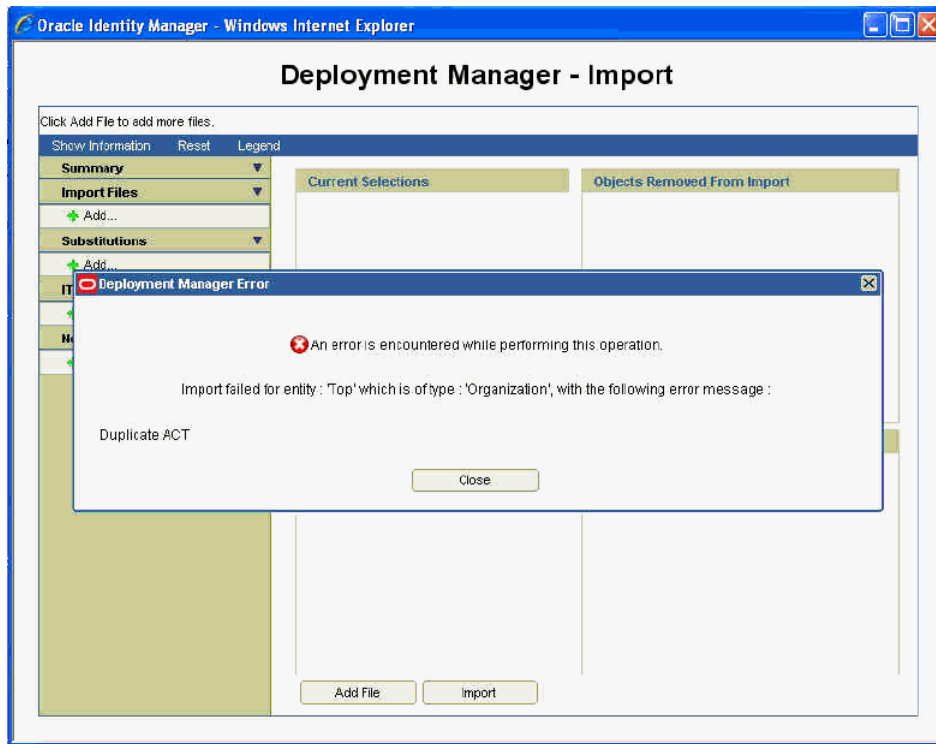 Oracle Identity Manager - Windows Internet Explorer
Deployment Manager - Import
Click Add File to add more files.
Show Information Reset Legend
Summary
Import Files
Add...
Substitutions
Add...
Current Selections
Objects Removed From Import
IT
Deployment Manager Error
An error is encountered while performing this operation.
Import failed for entity : 'Top' which is of type : 'Organization', with the following error message :
Duplicate ACT
Close
Add File Import